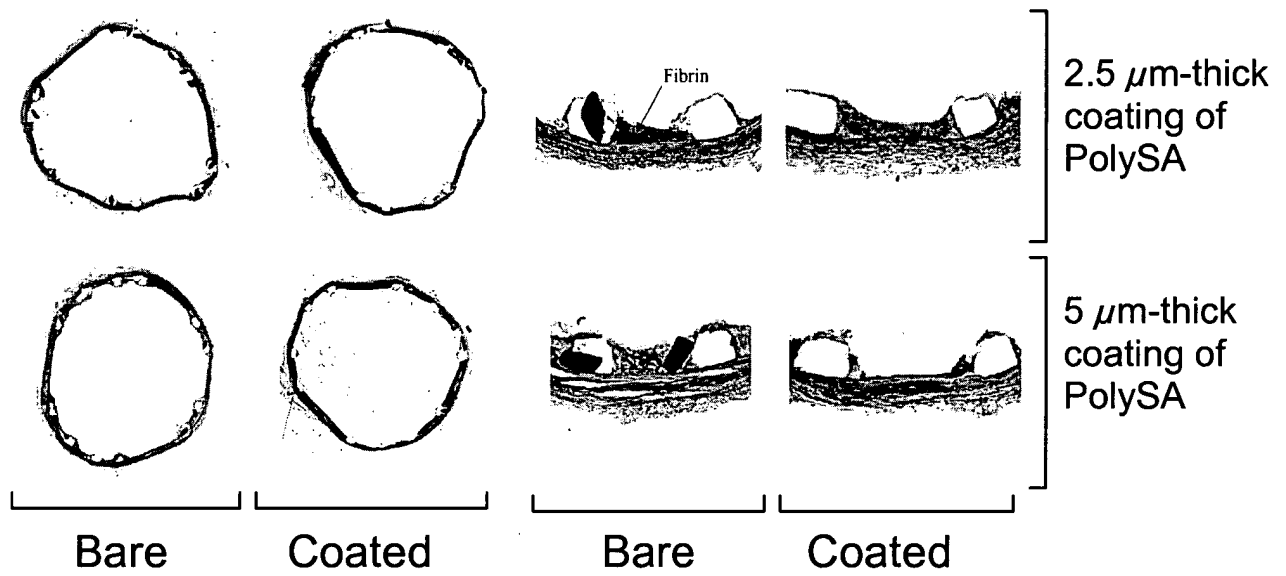 Fibrin
2.5 µm-thick
coating of
PolySA
5 µm-thick
coating of
PolySA
Bare
Coated
Bare
Coated